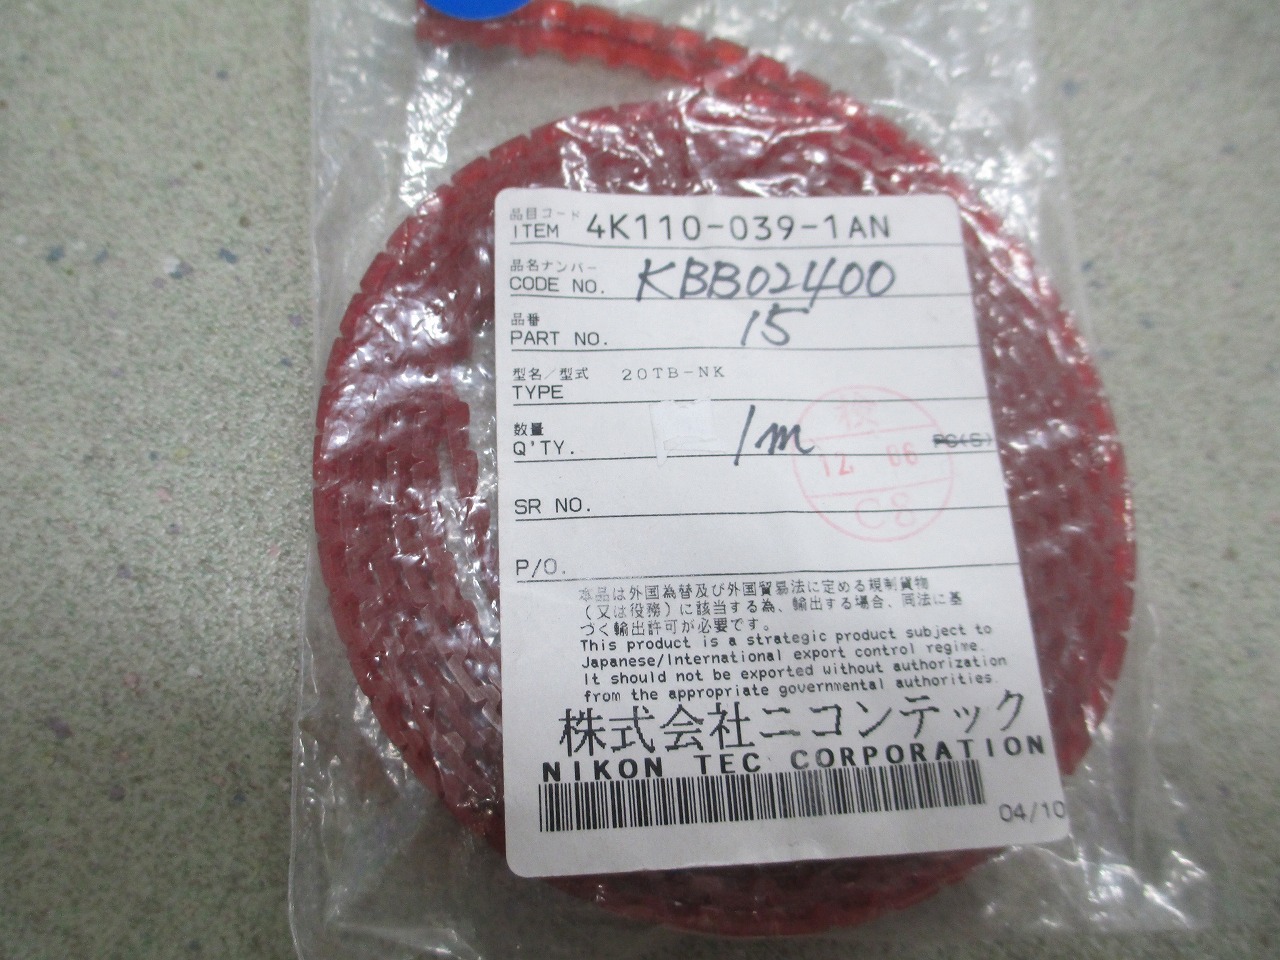 品目コード
ITEM 4K110-039-1AN
品名ナンバー
CODE NO. KBB02400
品番
PART NO. 15
型名/型式 20TB-NK
TYPE
数量
Q'TY. 1m PC(S)
検
12 06
C8
SR NO.
P/O.
本品は外国為替及び外国貿易法に定める規制貨物
(又は役務)に該当する為、輸出する場合、同法に基
づく輸出許可が必要です。
This product is a strategic product subject to
Japanese/International export control regime.
It should not be exported without authorization
from the appropriate governmental authorities.
株式会社ニコンテック
NIKON TEC CORPORATION
04/10